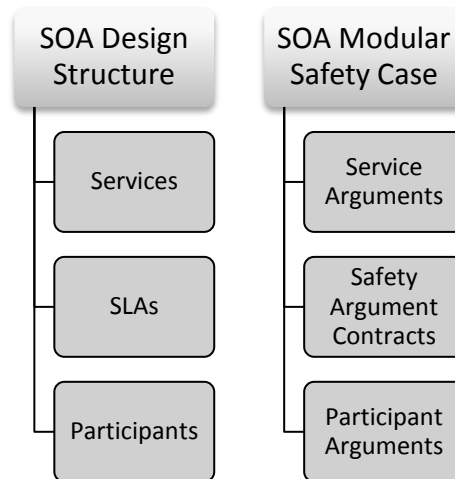 SOA Design
Structure
Services
SLAs
Participants
SOA Modular
Safety Case
Service
Arguments
Safety
Argument
Contracts
Participant
Arguments